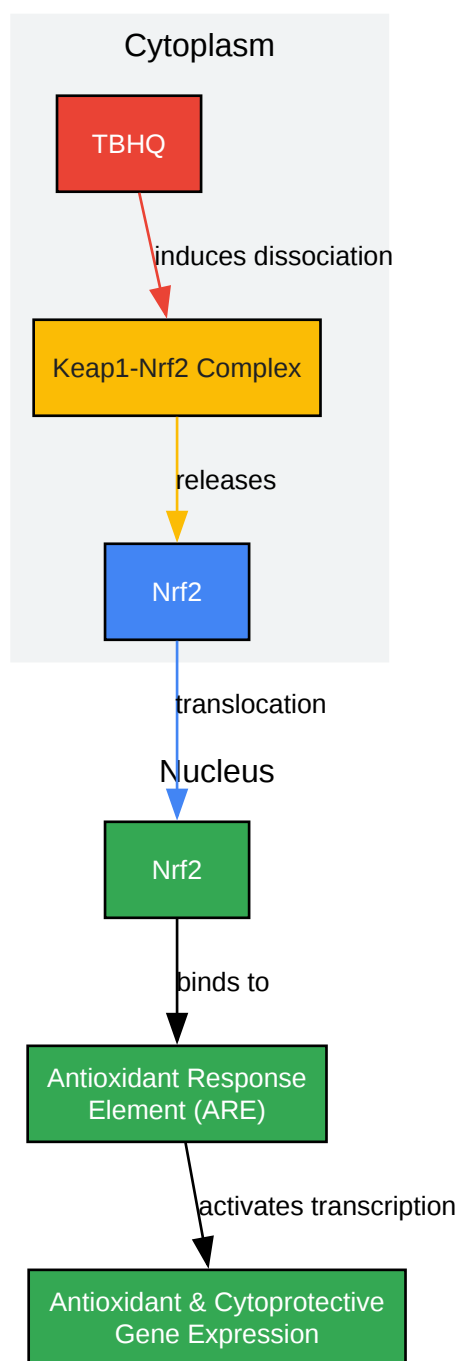 Cytoplasm
TBHQ
induces dissociation
Keap1-Nrf2 Complex
releases
Nrf2
translocation
Nucleus
Nrf2
binds to
Antioxidant Response
Element (ARE)
activates transcription
Antioxidant & Cytoprotective
Gene Expression